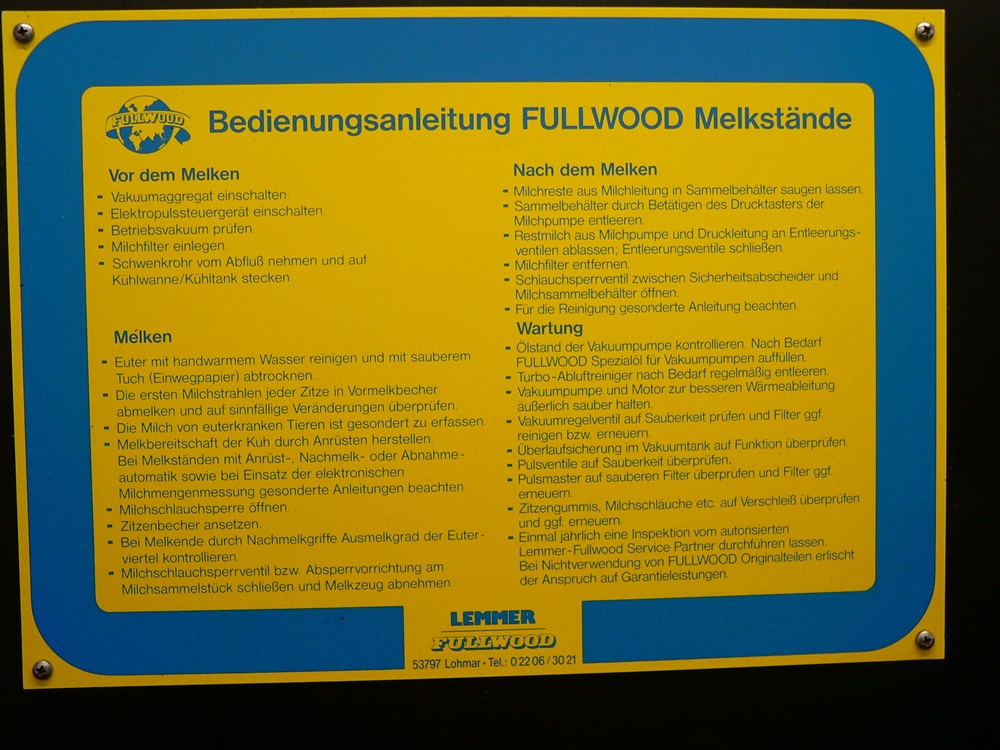 FULLWOOD
Bedienungsanleitung FULLWOOD Melkstände
Vor dem Melken
- Vakuumaggregat einschalten.
- Elektropulssteuergerät einschalten.
- Betriebsvakuum prüfen.
- Milchfilter einlegen.
- Schwenkrohr vom Abfluß nehmen und auf
Kühlwanne/Kühltank stecken.
Melken
- Euter mit handwarmem Wasser reinigen und mit sauberem
Tuch (Einwegpapier) abtrocknen.
- Die ersten Milchstrahlen jeder Zitze in Vormelkbecher
abmelken und auf sinnfällige Veränderungen überprüfen.
- Die Milch von euterkranken Tieren ist gesondert zu erfassen.
- Melkbereitschaft der Kuh durch Anrüsten herstellen.
Bei Melkständen mit Anrüst-, Nachmelk- oder Abnahme-
automatik sowie bei Einsatz der elektronischen
Milchmengenmessung gesonderte Anleitungen beachten.
- Milchschlauchsperre öffnen.
- Zitzenbecher ansetzen.
- Bei Melkende durch Nachmelkgriffe Ausmelkgrad der Euter-
viertel kontrollieren.
- Milchschlauchsperrventil bzw. Absperrvorrichtung am
Milchsammelstück schließen und Melkzeug abnehmen.
Nach dem Melken
- Milchreste aus Milchleitung in Sammelbehälter saugen lassen.
- Sammelbehälter durch Betätigen des Drucktasters der
Milchpumpe entleeren.
- Restmilch aus Milchpumpe und Druckleitung an Entleerungs-
ventilen ablassen; Entleerungsventile schließen.
- Milchfilter entfernen.
- Schlauchsperrventil zwischen Sicherheitsabscheider und
Milchsammelbehälter öffnen.
- Für die Reinigung gesonderte Anleitung beachten.
Wartung
- Ölstand der Vakuumpumpe kontrollieren. Nach Bedarf
FULLWOOD Spezialöl für Vakuumpumpen auffüllen.
- Turbo-Abluftreiniger nach Bedarf regelmäßig entleeren.
- Vakuumpumpe und Motor zur besseren Wärmeableitung
äußerlich sauber halten.
- Vakuumregelventil auf Sauberkeit prüfen und Filter ggf.
reinigen bzw. erneuern.
- Überlaufsicherung im Vakuumtank auf Funktion überprüfen.
- Pulsventile auf Sauberkeit überprüfen.
- Pulsmaster auf sauberen Filter überprüfen und Filter ggf.
erneuern.
- Zitzengummis, Milchschläuche etc. auf Verschleiß überprüfen
und ggf. erneuern.
- Einmal jährlich eine Inspektion vom autorisierten
Lemmer-Fullwood Service Partner durchführen lassen.
Bei Nichtverwendung von FULLWOOD Originalteilen erlischt
der Anspruch auf Garantieleistungen.
LEMMER
FULLWOOD
53797 Lohmar • Tel.: 0 22 06 / 30 21